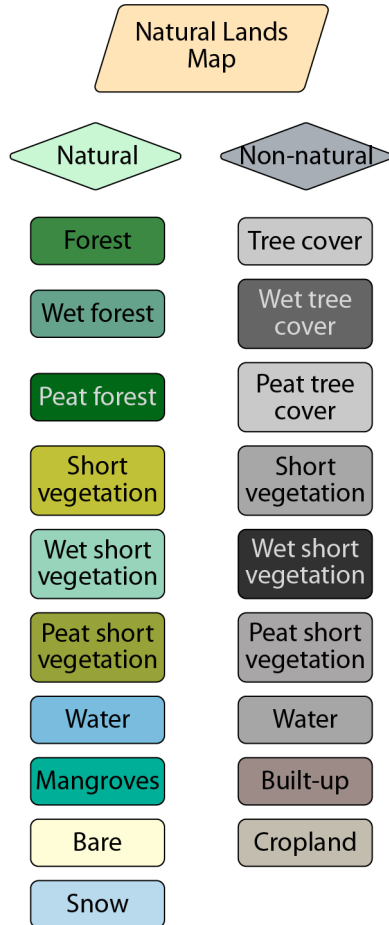 Natural Lands
Map
Natural
Non-natural
Forest
Tree cover
Wet forest
Wet tree
cover
Peat forest
Peat tree
cover
Short
vegetation
Short
vegetation
Wet short
vegetation
Wet short
vegetation
Peat short
vegetation
Peat short
vegetation
Water
Water
Mangroves
Built-up
Bare
Cropland
Snow